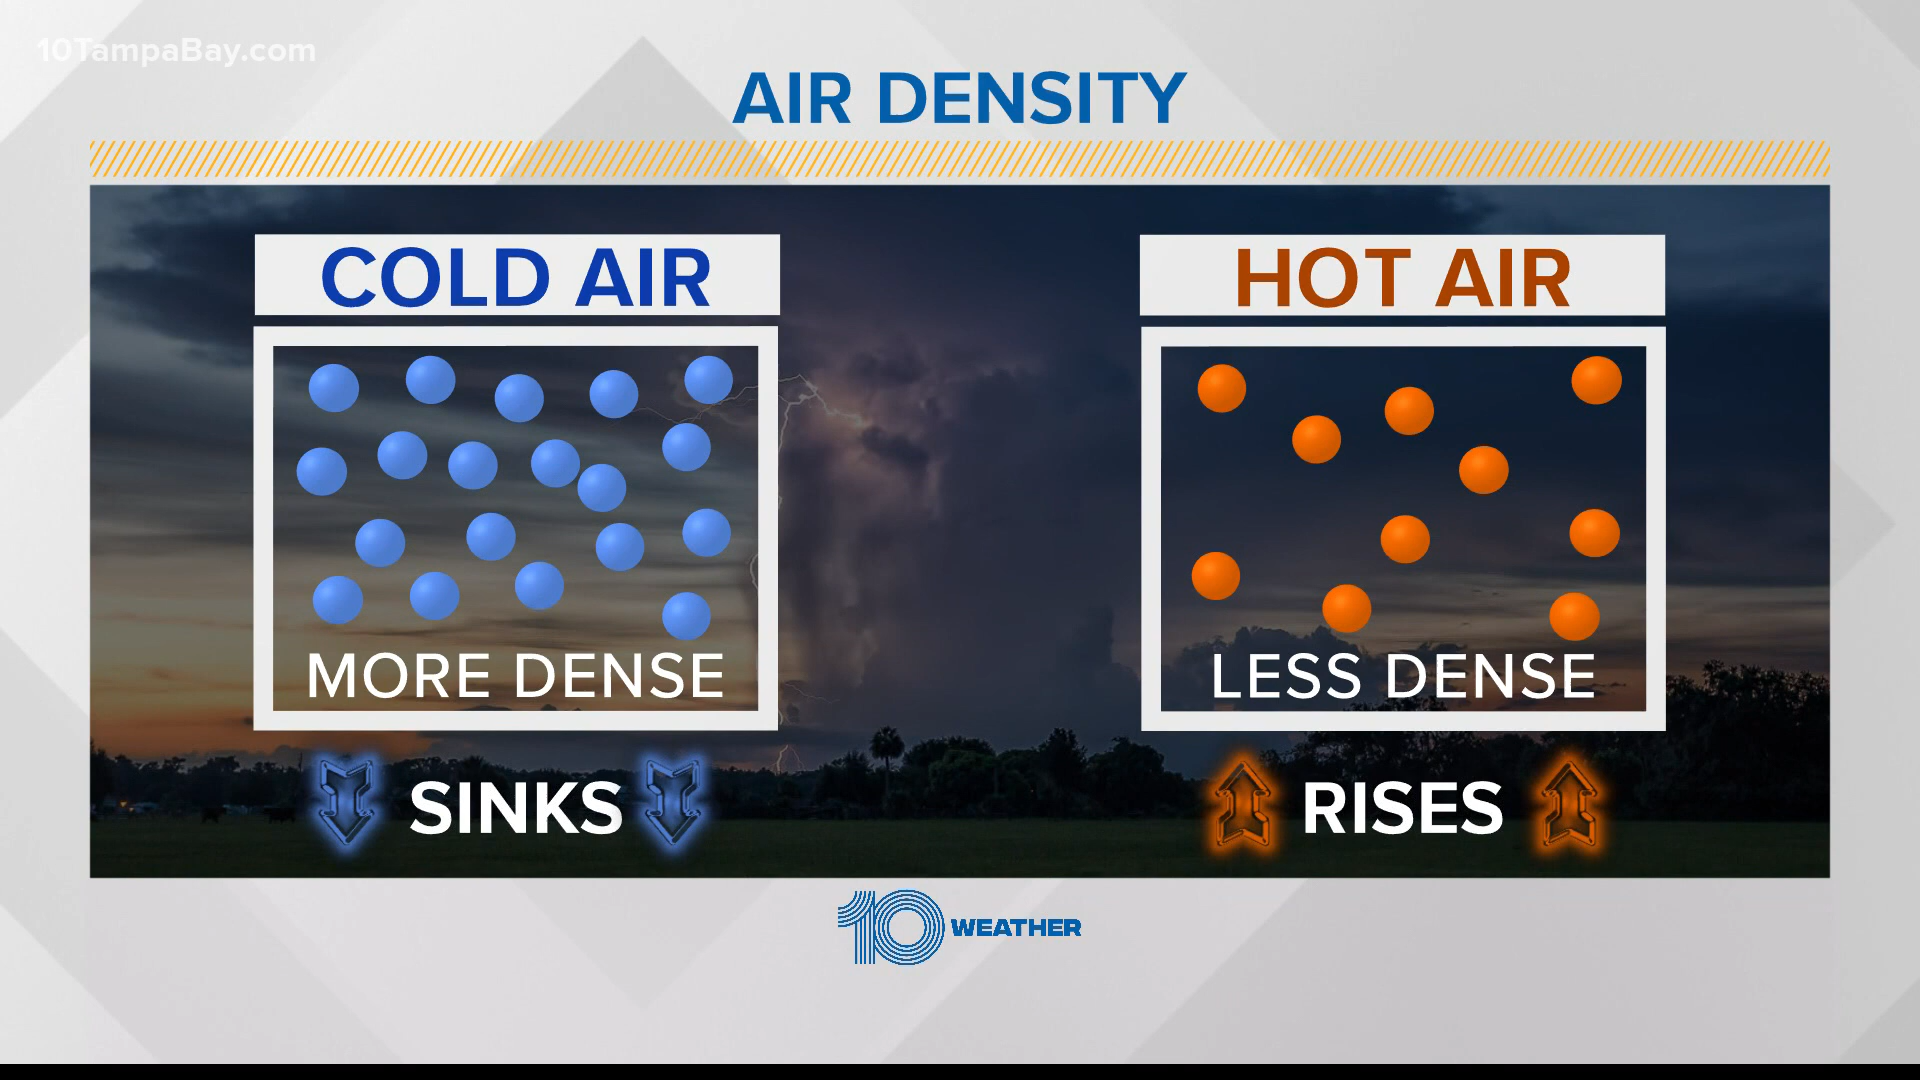 10TampaBay.com
AIR DENSITY
COLD AIR
HOT AIR
MORE DENSE
LESS DENSE
SINKS
RISES
10 WEATHER